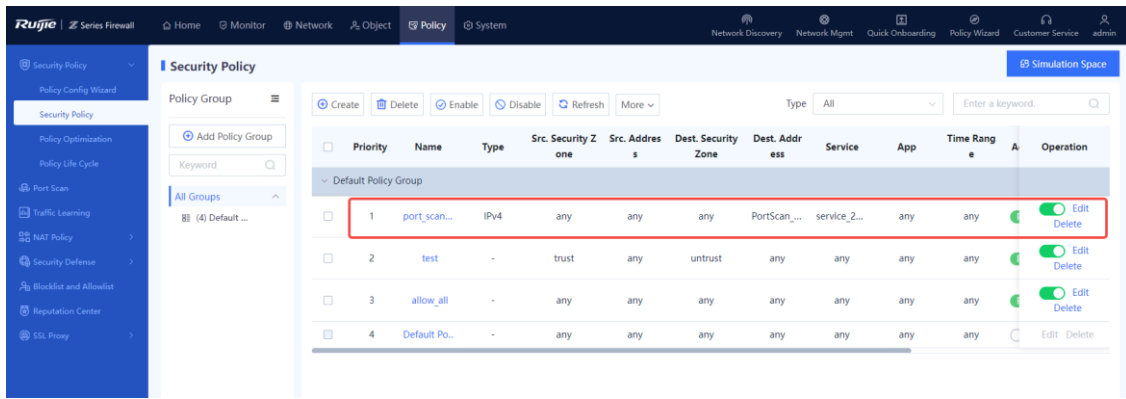 Ruijie | Z Series Firewall Home Monitor Network Object Policy System Network Discovery Network Mgmt Quick Onboarding Policy Wizard Customer Service admin
Security Policy
Policy Config Wizard
Security Policy
Policy Optimization
Policy Life Cycle
Port Scan
Traffic Learning
NAT Policy
Security Defense
Blocklist and Allowlist
Reputation Center
SSL Proxy
Security Policy Simulation Space
Policy Group
Add Policy Group
Keyword
All Groups
(4) Default ...
Create Delete Enable Disable Refresh More Type All Enter a keyword.
Priority Name Type Src. Security Z Src. Addres Dest. Security Dest. Addr Service App Time Rang Operation
one s Zone ess e
Default Policy Group
1 port_scan... IPv4 any any any PortScan_... service_2... any any Edit
Delete
2 test - trust any untrust any any any any Edit
Delete
3 allow_all - any any any any any any any Edit
Delete
4 Default Po... - any any any any any any any Edit Delete